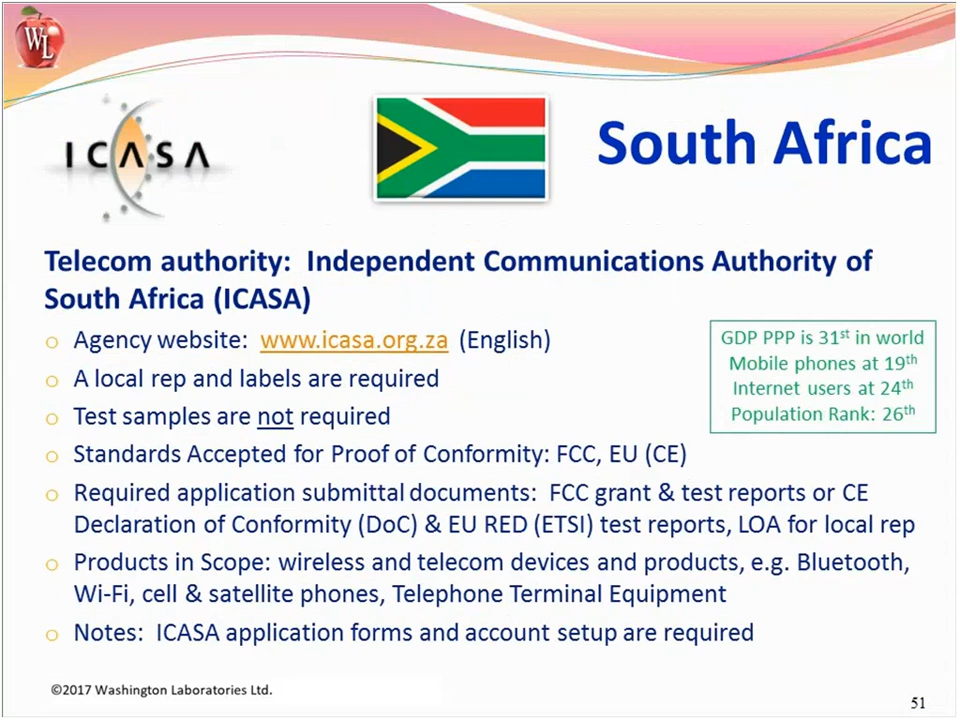 WL
ICASA
South Africa
Telecom authority:  Independent Communications Authority of
South Africa (ICASA)
o Agency website:  www.icasa.org.za  (English)
o A local rep and labels are required
o Test samples are not required
o Standards Accepted for Proof of Conformity: FCC, EU (CE)
o Required application submittal documents:  FCC grant & test reports or CE
Declaration of Conformity (DoC) & EU RED (ETSI) test reports, LOA for local rep
o Products in Scope: wireless and telecom devices and products, e.g. Bluetooth,
Wi-Fi, cell & satellite phones, Telephone Terminal Equipment
o Notes:  ICASA application forms and account setup are required
GDP PPP is 31st in world
Mobile phones at 19th
Internet users at 24th
Population Rank: 26th
©2017 Washington Laboratories Ltd.
51